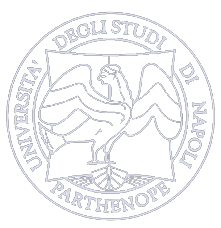 UNIVERSITA' DEGLI STUDI DI NAPOLI
PARTHENOPE